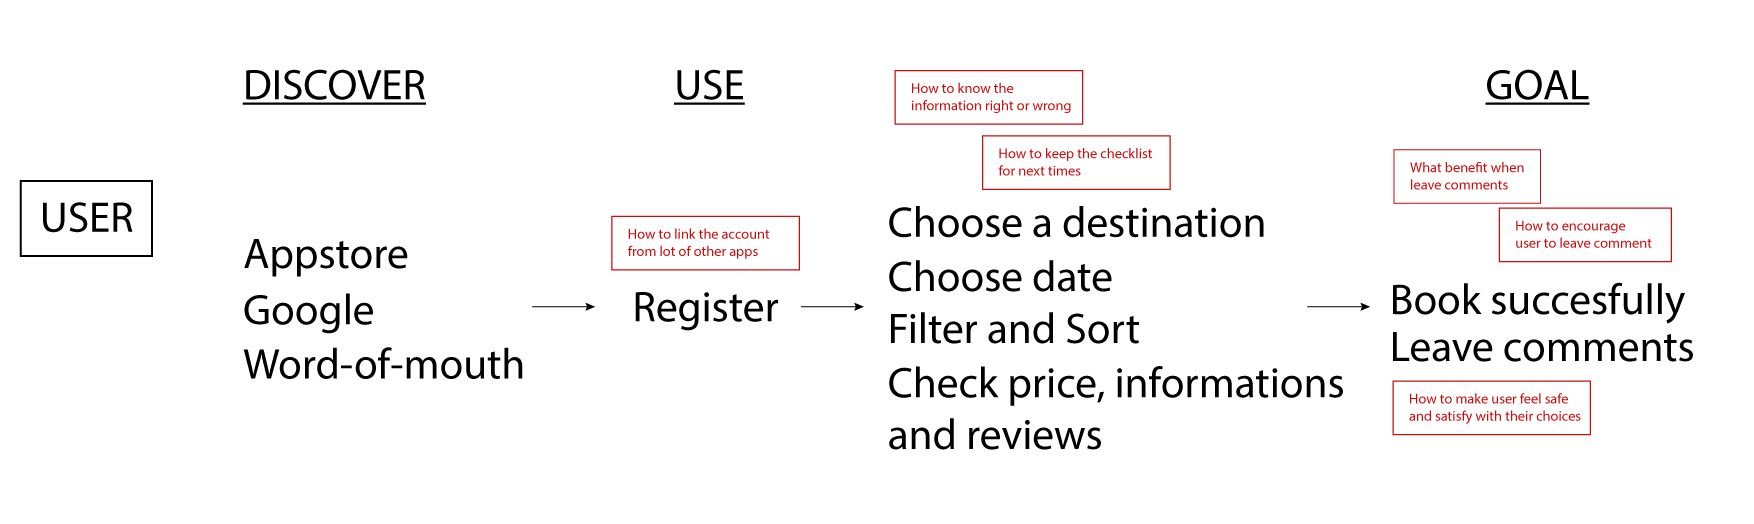 DISCOVER
USE
GOAL
USER
Appstore
Google
Word-of-mouth
How to link the account
from lot of other apps
Register
How to know the
information right or wrong
How to keep the checklist
for next times
Choose a destination
Choose date
Filter and Sort
Check price, informations
and reviews
What benefit when
leave comments
How to encourage
user to leave comment
Book succesfully
Leave comments
How to make user feel safe
and satisfy with their choices